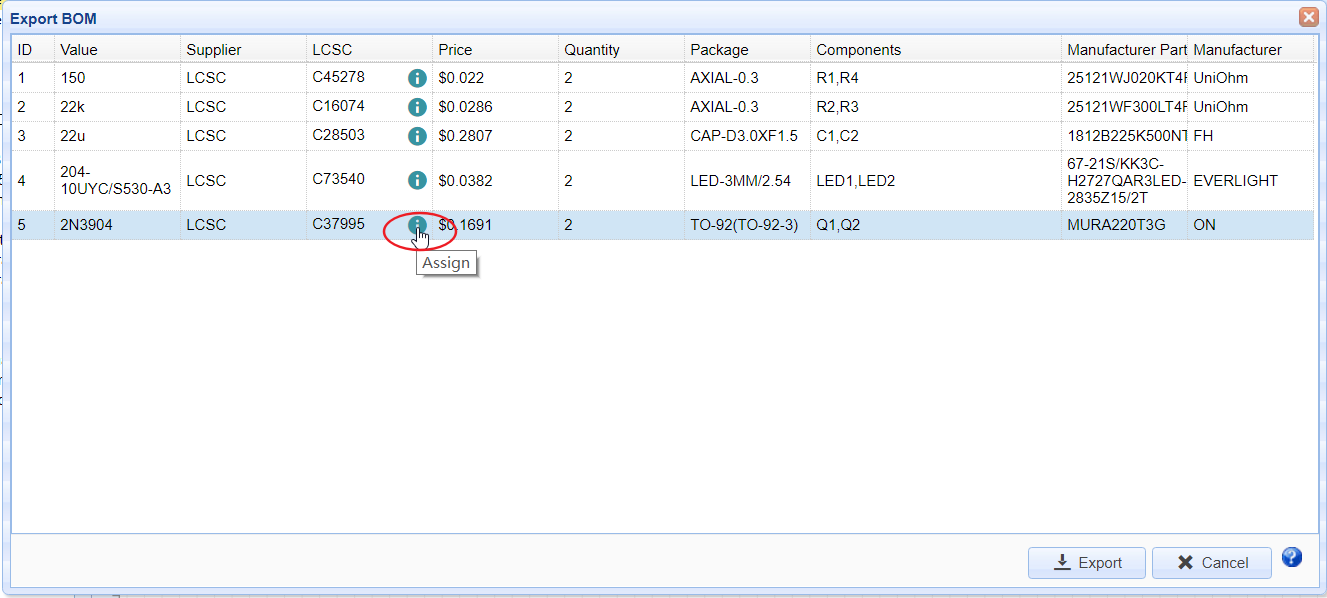 Export BOM
ID Value Supplier LCSC Price Quantity Package Components Manufacturer Part Manufacturer
1 150 LCSC C45278 $0.022 2 AXIAL-0.3 R1,R4 25121WJ020KT4 UniOhm
2 22k LCSC C16074 $0.0286 2 AXIAL-0.3 R2,R3 25121WF300LT4 UniOhm
3 22u LCSC C28503 $0.2807 2 CAP-D3.0XF1.5 C1,C2 1812B225K500N FH
4 204-10UYC/S530-A3 LCSC C73540 $0.0382 2 LED-3MM/2.54 LED1,LED2 67-21S/KK3C-H2727QAR3LED-2835Z15/2T EVERLIGHT
5 2N3904 LCSC C37995 $0.1691 2 TO-92(TO-92-3) Q1,Q2 MURA220T3G ON
Assign
Export Cancel